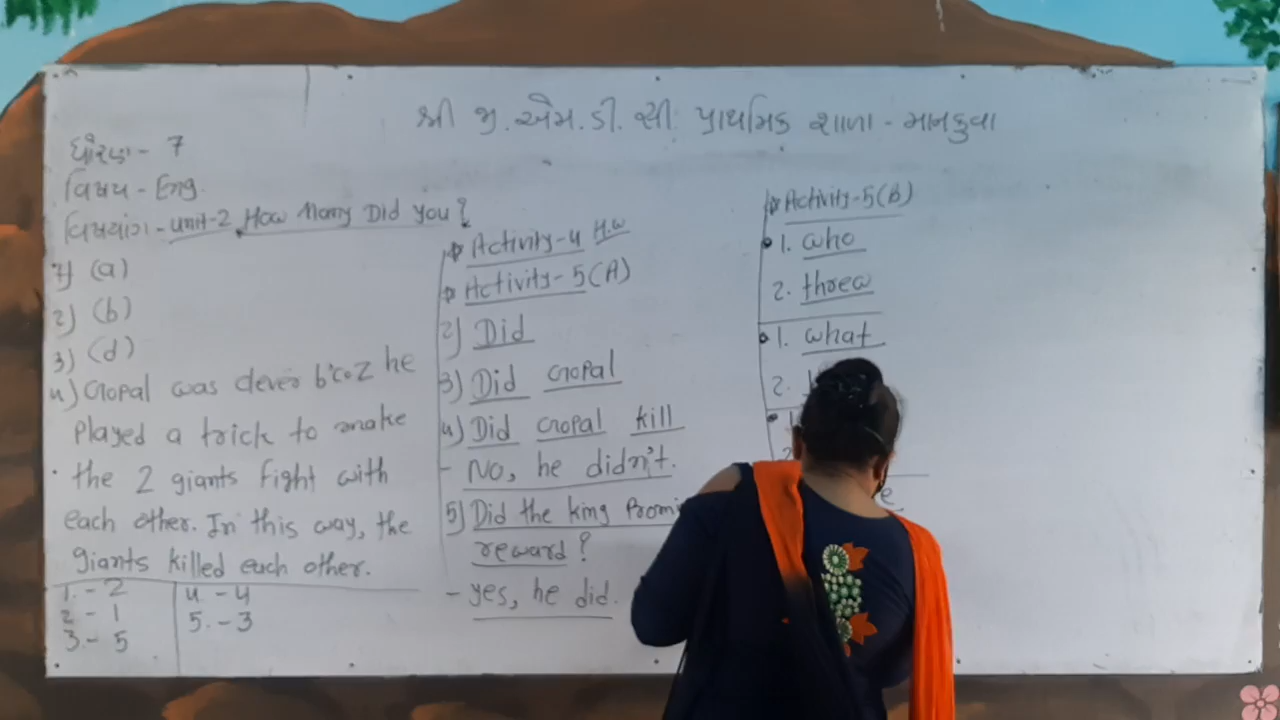 શ્રી જી.એમ.ડી.સી. પ્રાથમિક શાળા - માનકુવા
ધોરણ - 7
વિષય - Eng.
વિષયાંગ - unit-2 How Many Did You?
1) (a)
2) (b)
3) (d)
4) Gopal was clever b'coz he
Played a trick to make
the 2 giants fight with
each other. In this way, the
giants killed each other.
1. - 2
2 - 1
3. - 5
4 - 4
5. - 3
Activity-4 H.W
Activity-5(A)
2) Did
3) Did Gopal
4) Did Gopal kill
- No, he didn't.
5) Did the king
reward?
- yes, he did.
Activity-5(B)
1. who
2. threw
1. what
2.
1
2